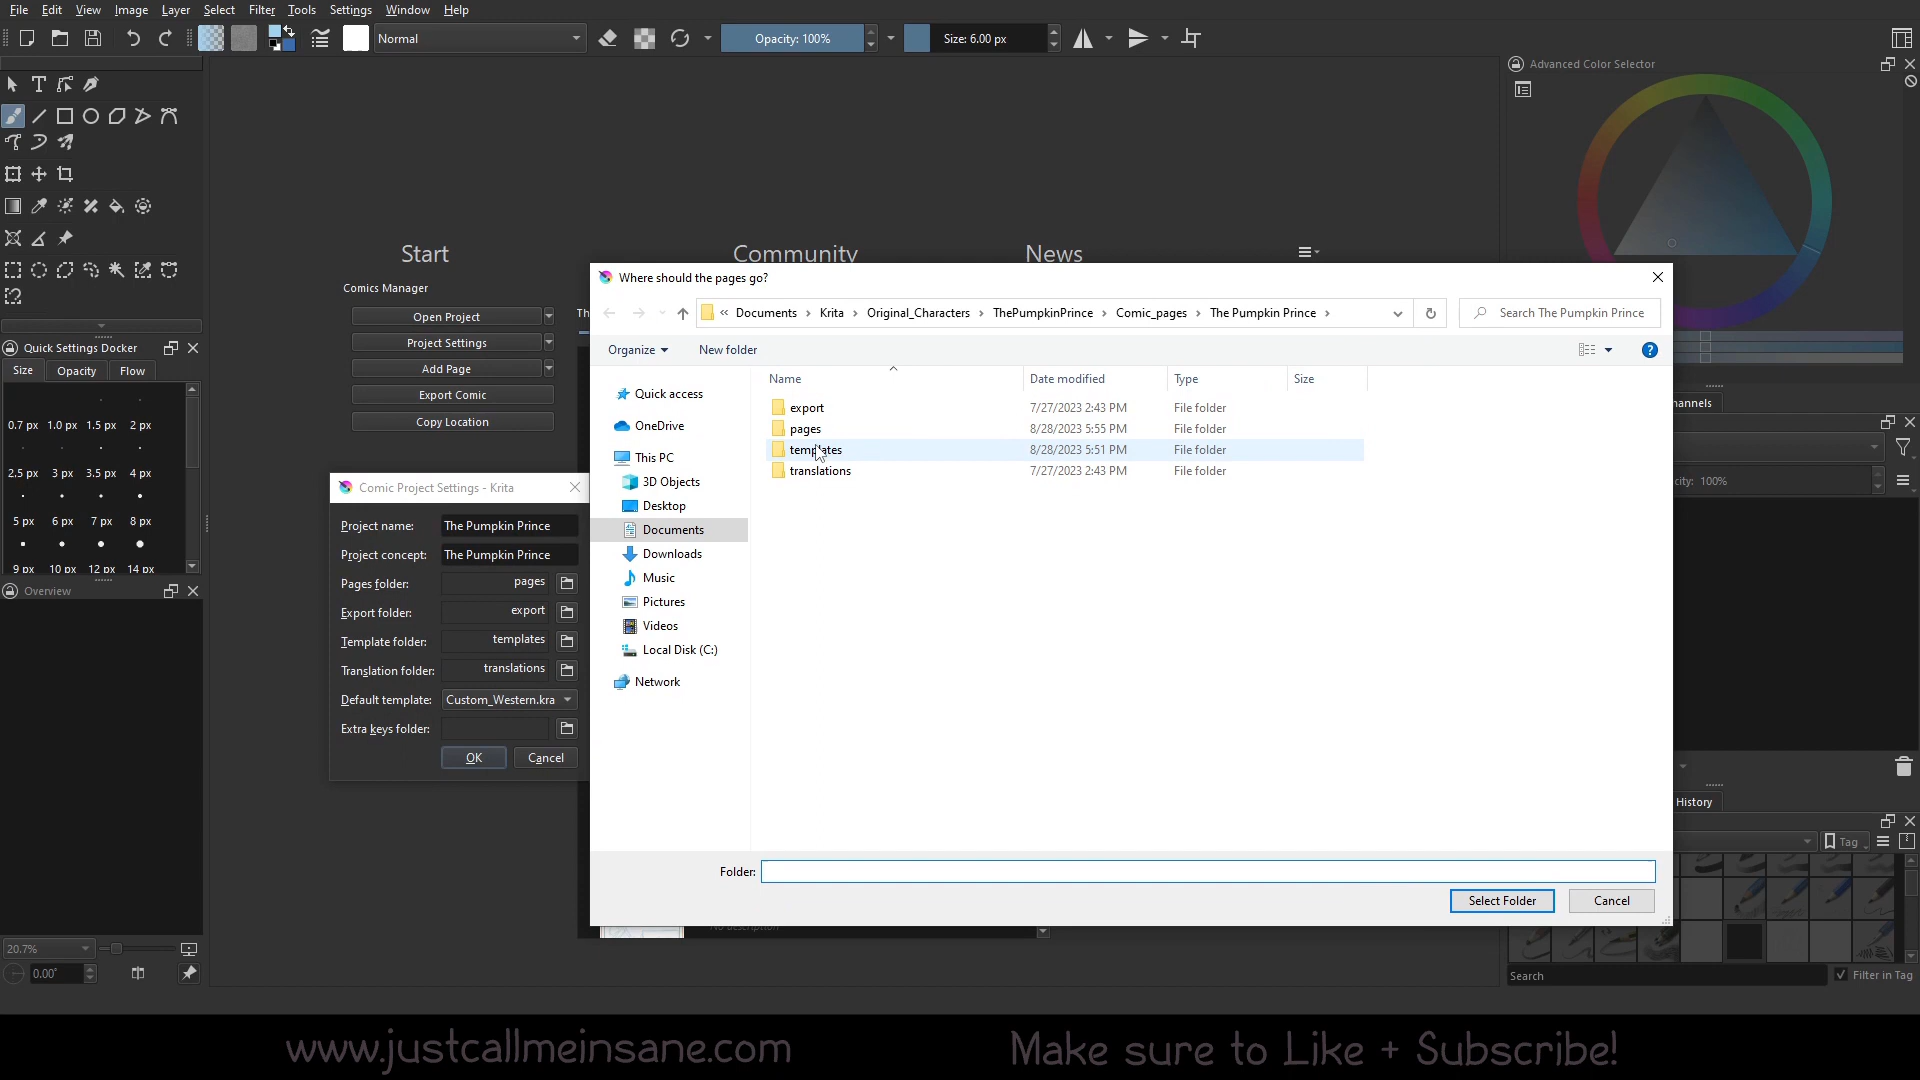 File Edit View Image Layer Select Filter Tools Settings Window Help
Normal Opacity: 100% Size: 6.00 px
Advanced Color Selector
Start Community News
Comics Manager
Open Project
Project Settings
Add Page
Export Comic
Copy Location
Th
Quick Settings Docker
Size Opacity Flow
0.7 px 1.0 px 1.5 px 2 px
2.5 px 3 px 3.5 px 4 px
5 px 6 px 7 px 8 px
9 px 10 px 12 px 14 px
Overview
20.7%
0.00°
Comic Project Settings - Krita
Project name: The Pumpkin Prince
Project concept: The Pumpkin Prince
Pages folder: pages
Export folder: export
Template folder: templates
Translation folder: translations
Default template: Custom_Western.kra
Extra keys folder:
OK Cancel
Where should the pages go?
« Documents Krita Original_Characters ThePumpkinPrince Comic_pages The Pumpkin Prince
Search The Pumpkin Prince
Organize New folder
Name Date modified Type Size
export 7/27/2023 2:43 PM File folder
pages 8/28/2023 5:55 PM File folder
templates 8/28/2023 5:51 PM File folder
translations 7/27/2023 2:43 PM File folder
Quick access
OneDrive
This PC
3D Objects
Desktop
Documents
Downloads
Music
Pictures
Videos
Local Disk (C:)
Network
Folder:
Select Folder Cancel
No description
hannels
city: 100%
History
Tag
Search Filter in Tag
www.justcallmeinsane.com Make sure to Like + Subscribe!